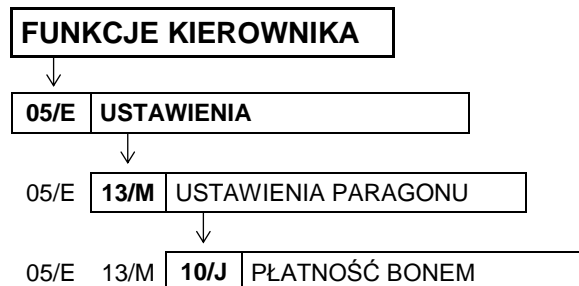 FUNKCJE KIEROWNIKA
05/E USTAWIENIA
05/E 13/M USTAWIENIA PARAGONU
05/E 13/M 10/J PŁATNOŚĆ BONEM